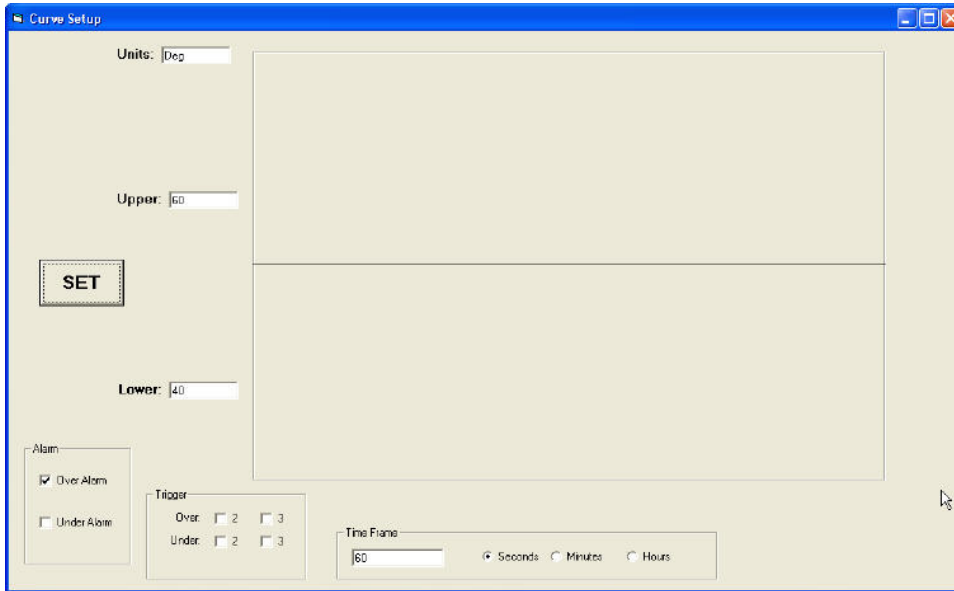 Curve Setup
Units: Deg
Upper: 60
SET
Lower: 40
Alarm
Over Alarm
Under Alarm
Trigger
Over: 2 3
Under: 2 3
Time Frame
60 Seconds Minutes Hours